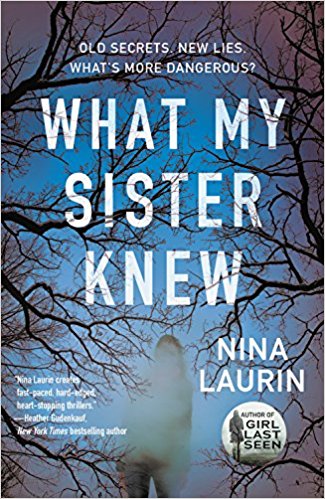 OLD SECRETS. NEW LIES.
WHAT'S MORE DANGEROUS?
WHAT MY
SISTER
KNEW
NINA
LAURIN
"Nina Laurin creates
fast-paced, hard-edged,
heart-stopping thrillers."
—Heather Gudenkauf,
New York Times bestselling author
AUTHOR OF
GIRL
LAST
SEEN